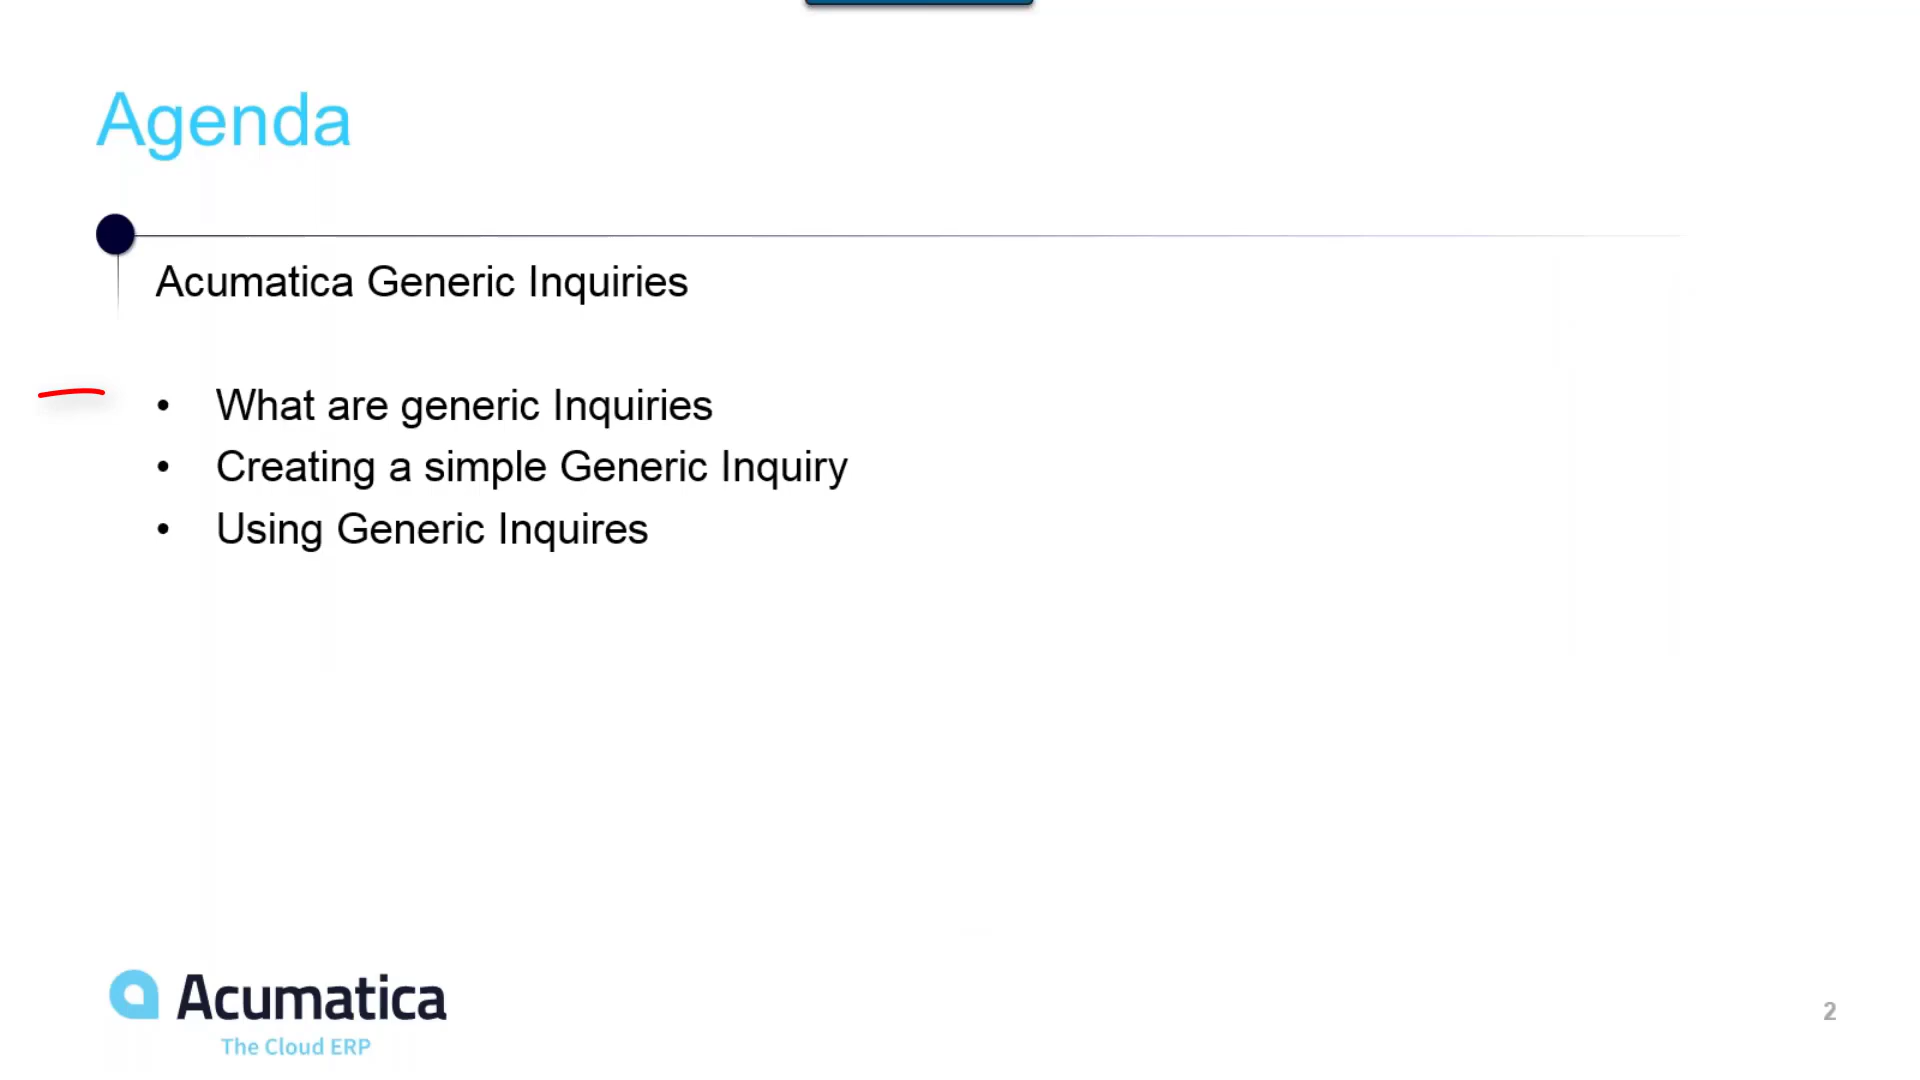 Agenda
Acumatica Generic Inquiries
• What are generic Inquiries
• Creating a simple Generic Inquiry
• Using Generic Inquires
Acumatica
The Cloud ERP
2